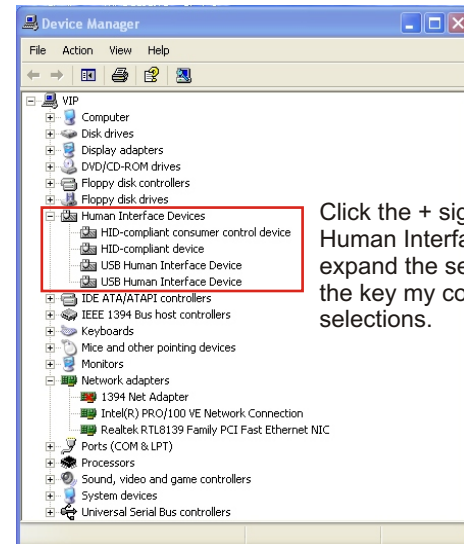 Device Manager
File Action View Help
VIP
Computer
Disk drives
Display adapters
DVD/CD-ROM drives
Floppy disk controllers
Floppy disk drives
Human Interface Devices
HID-compliant consumer control device
HID-compliant device
USB Human Interface Device
USB Human Interface Device
IDE ATA/ATAPI controllers
IEEE 1394 Bus host controllers
Keyboards
Mice and other pointing devices
Monitors
Network adapters
1394 Net Adapter
Intel(R) PRO/100 VE Network Connection
Realtek RTL8139 Family PCI Fast Ethernet NIC
Ports (COM & LPT)
Processors
Sound, video and game controllers
System devices
Universal Serial Bus controllers
Click the + sig
Human Interfa
expand the se
the key my co
selections.